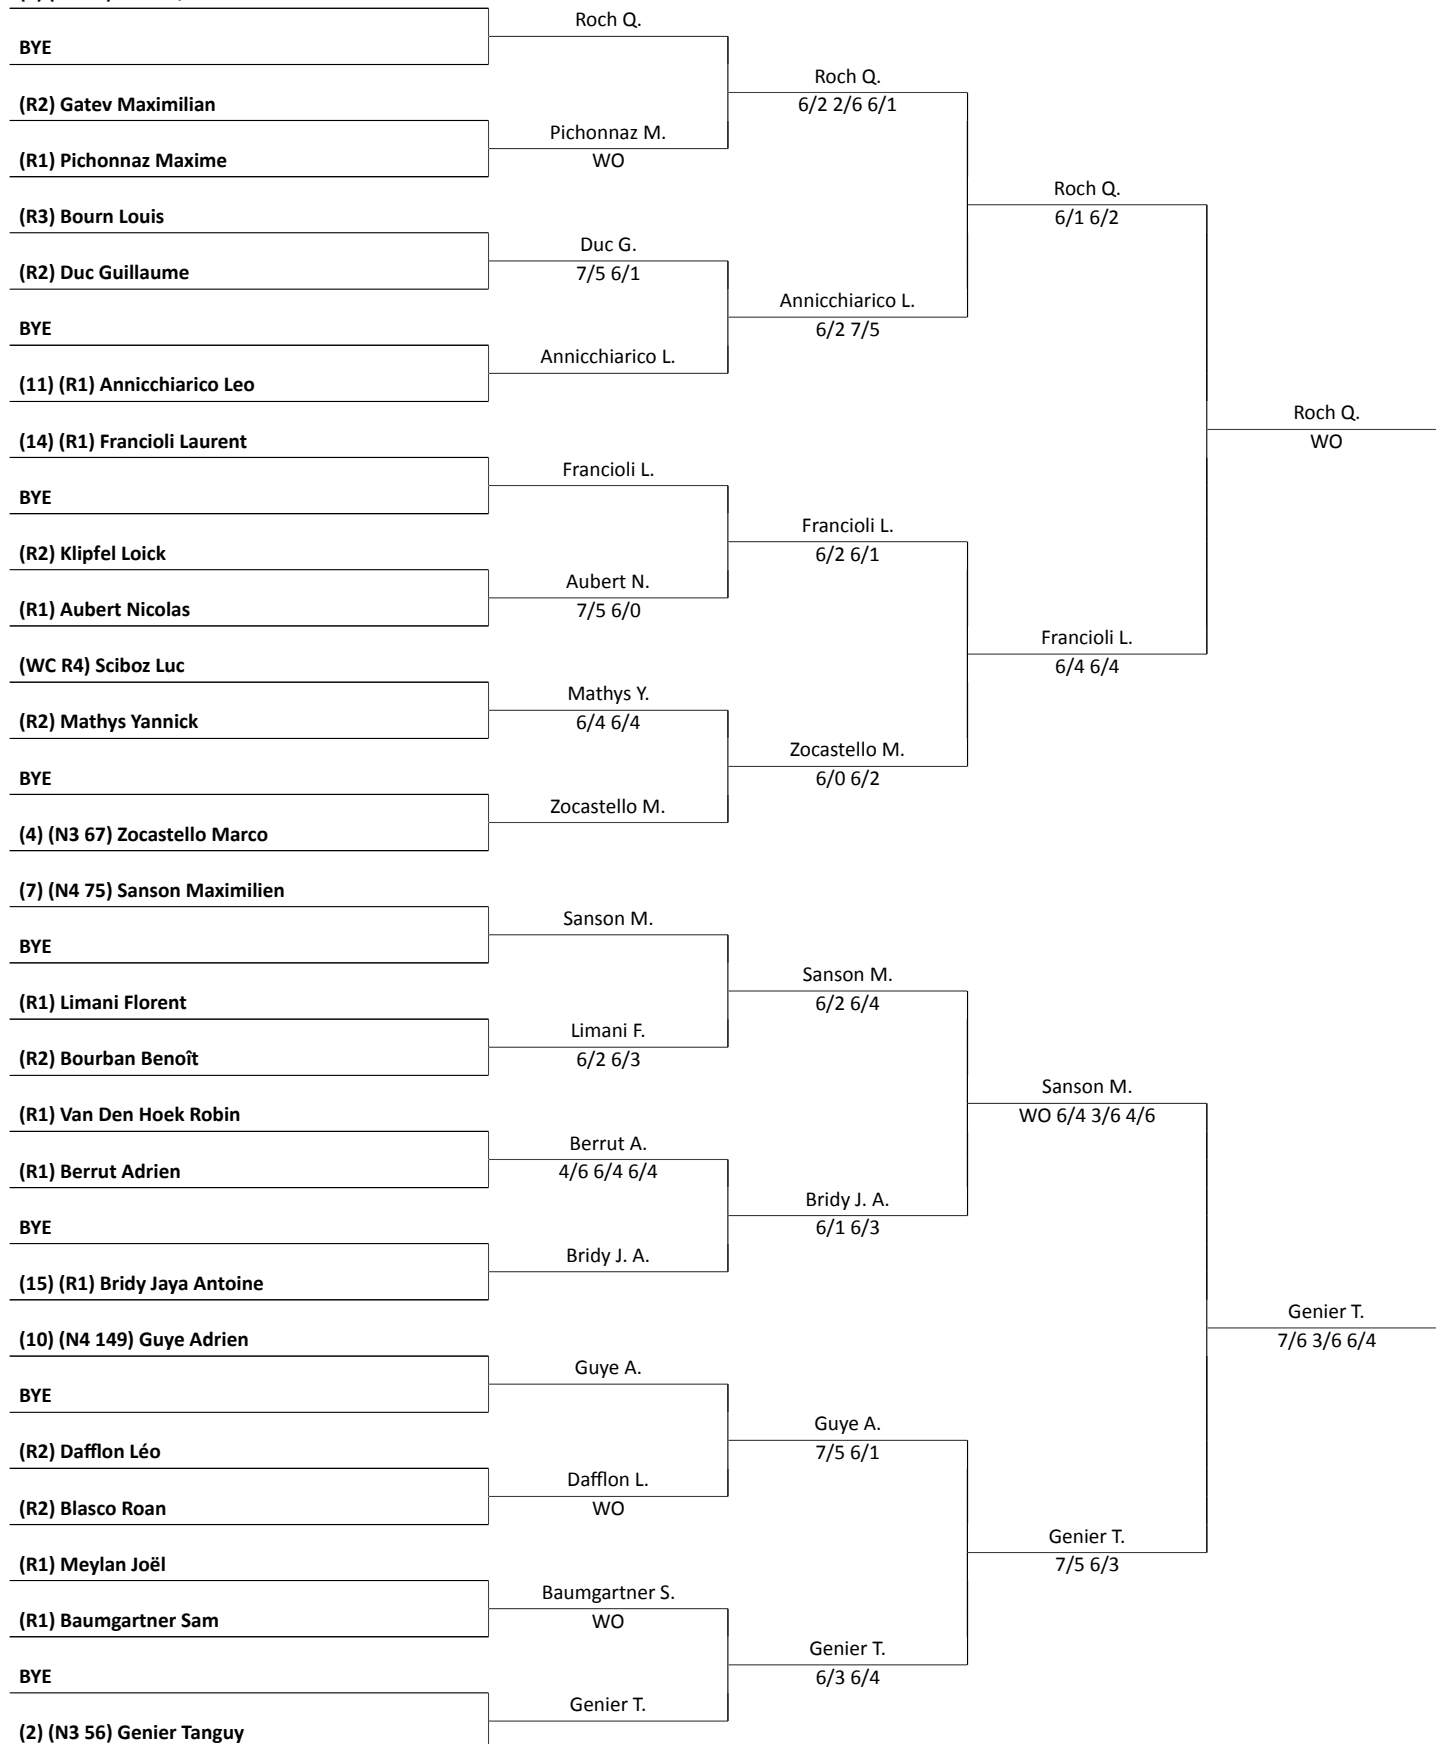 BYE
(R2) Gatev Maximilian
(R1) Pichonnaz Maxime
(R3) Bourn Louis
(R2) Duc Guillaume
BYE
(11) (R1) Annicchiarico Leo
(14) (R1) Francioli Laurent
BYE
(R2) Klipfel Loick
(R1) Aubert Nicolas
(WC R4) Sciboz Luc
(R2) Mathys Yannick
BYE
(4) (N3 67) Zocastello Marco
(7) (N4 75) Sanson Maximilien
BYE
(R1) Limani Florent
(R2) Bourban Benoît
(R1) Van Den Hoek Robin
(R1) Berrut Adrien
BYE
(15) (R1) Bridy Jaya Antoine
(10) (N4 149) Guye Adrien
BYE
(R2) Dafflon Léo
(R2) Blasco Roan
(R1) Meylan Joël
(R1) Baumgartner Sam
BYE
(2) (N3 56) Genier Tanguy
Roch Q.
Pichonnaz M.
WO
Duc G.
7/5 6/1
Annicchiarico L.
Francioli L.
Aubert N.
7/5 6/0
Mathys Y.
6/4 6/4
Zocastello M.
Sanson M.
Limani F.
6/2 6/3
Berrut A.
4/6 6/4 6/4
Bridy J. A.
Guye A.
Dafflon L.
WO
Baumgartner S.
WO
Genier T.
Roch Q.
6/2 2/6 6/1
Annicchiarico L.
6/2 7/5
Francioli L.
6/2 6/1
Zocastello M.
6/0 6/2
Sanson M.
6/2 6/4
Bridy J. A.
6/1 6/3
Guye A.
7/5 6/1
Genier T.
6/3 6/4
Roch Q.
6/1 6/2
Francioli L.
6/4 6/4
Sanson M.
WO 6/4 3/6 4/6
Genier T.
7/5 6/3
Roch Q.
WO
Genier T.
7/6 3/6 6/4